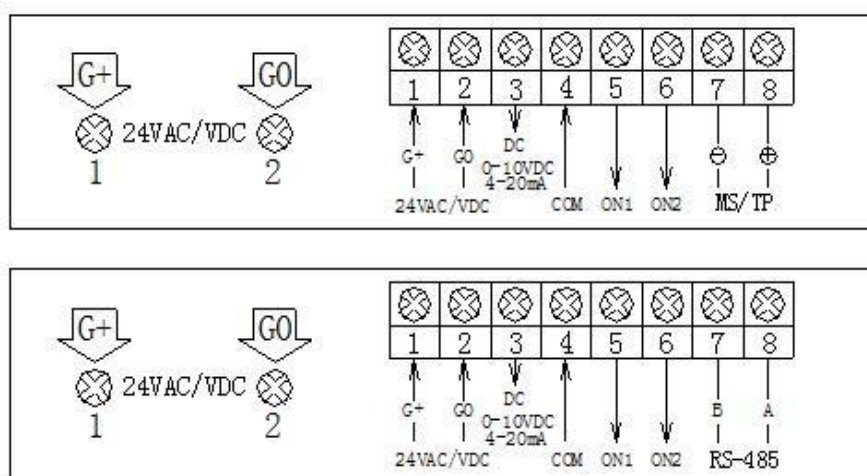 G+ G0
24VAC/VDC
1 2
1 2 3 4 5 6 7 8
G+ G0 DC
0-10VDC
4-20mA
⊖ ⊕
24VAC/VDC COM ON1 ON2 MS/TP
G+ G0
24VAC/VDC
1 2
1 2 3 4 5 6 7 8
G+ G0 DC
0-10VDC
4-20mA
B A
24VAC/VDC COM ON1 ON2 RS-485